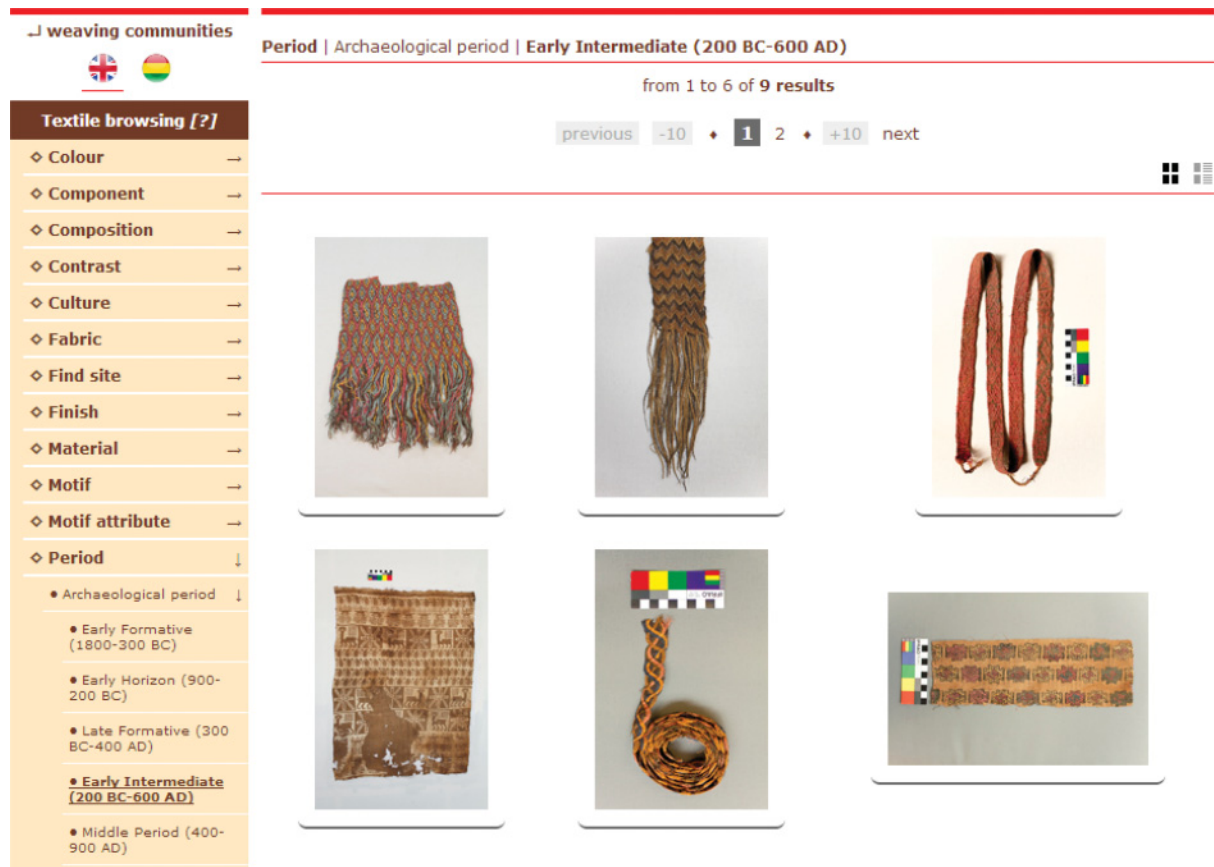 weaving communities
Textile browsing [?]
Colour
Component
Composition
Contrast
Culture
Fabric
Find site
Finish
Material
Motif
Motif attribute
Period
Archaeological period
Early Formative
(1800-300 BC)
Early Horizon (900-
200 BC)
Late Formative (300
BC-400 AD)
Early Intermediate
(200 BC-600 AD)
Middle Period (400-
900 AD)
Period | Archaeological period | Early Intermediate (200 BC-600 AD)
from 1 to 6 of 9 results
previous -10 ♦ 1 2 ♦ +10 next